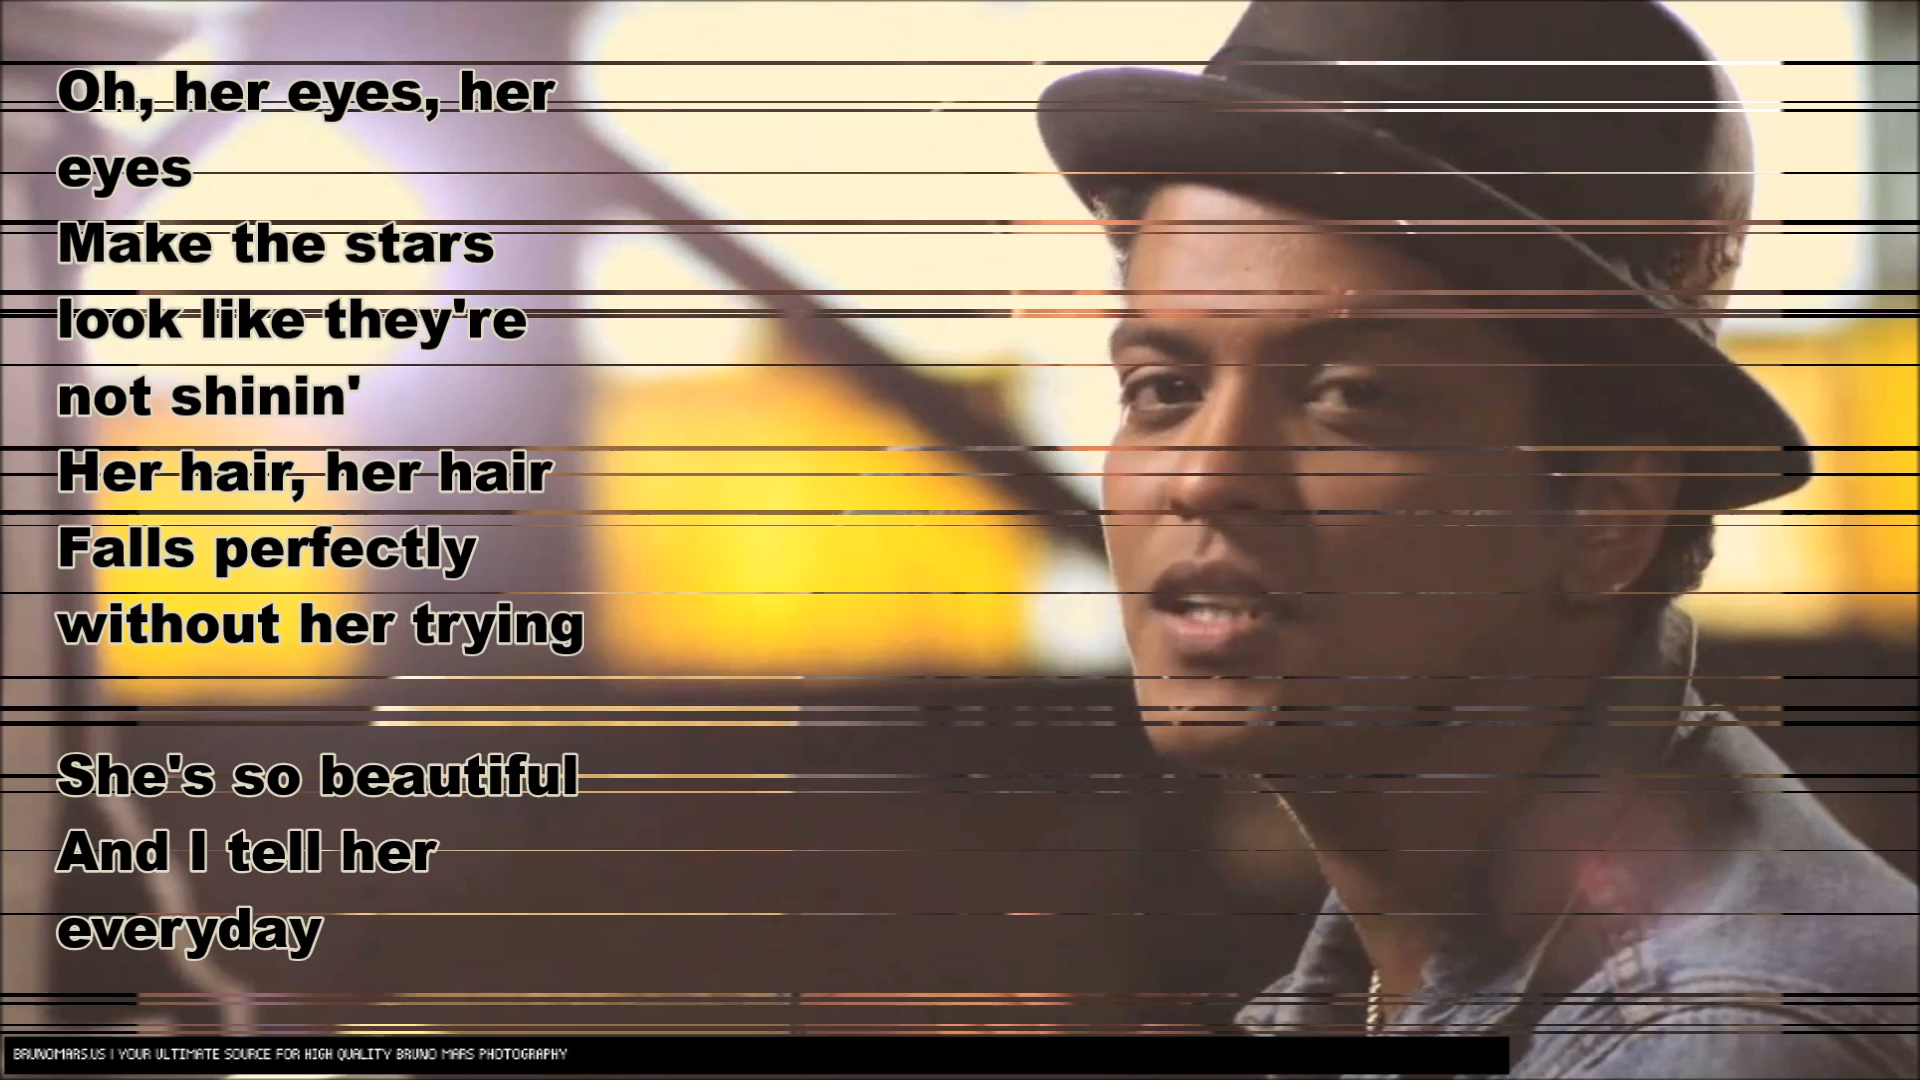 Oh, her eyes, her
eyes
Make the stars
look like they're
not shinin'
Her hair, her hair
Falls perfectly
without her trying
She's so beautiful
And I tell her
everyday
BRUNOMARS.US | YOUR ULTIMATE SOURCE FOR HIGH QUALITY BRUNO MARS PHOTOGRAPHY